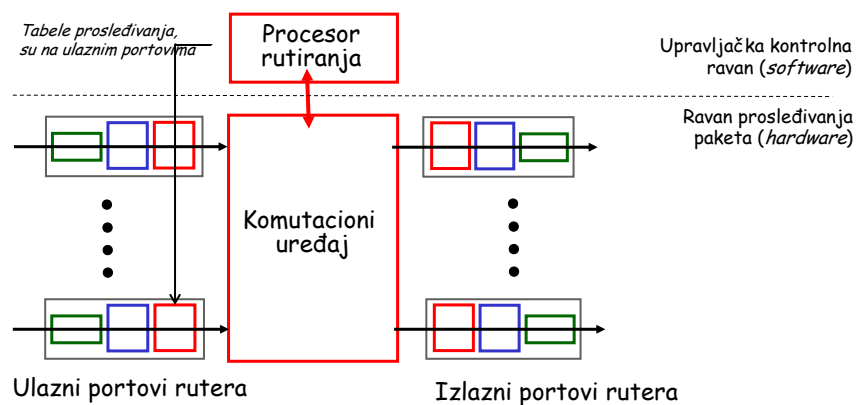 Tabele prosleđivanja,
su na ulaznim portovima
Procesor
rutiranja
Upravljačka kontrolna
ravan (software)
Ravan prosleđivanja
paketa (hardware)
Komutacioni
uređaj
Ulazni portovi rutera
Izlazni portovi rutera